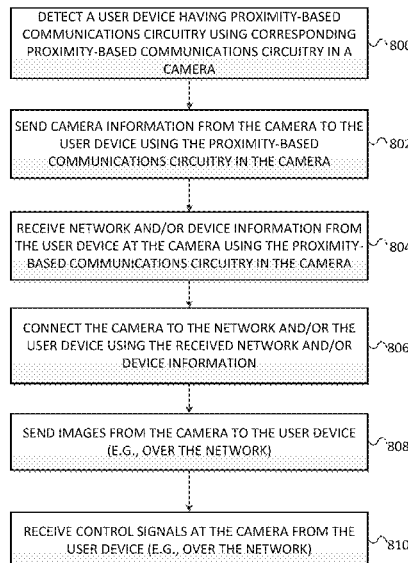 DETECT A USER DEVICE HAVING PROXIMITY-BASED
COMMUNICATIONS CIRCUITRY USING CORRESPONDING
PROXIMITY-BASED COMMUNICATIONS CIRCUITRY IN A
CAMERA
800
SEND CAMERA INFORMATION FROM THE CAMERA TO THE
USER DEVICE USING THE PROXIMITY-BASED
COMMUNICATIONS CIRCUITRY IN THE CAMERA
802
RECEIVE NETWORK AND/OR DEVICE INFORMATION FROM
THE USER DEVICE AT THE CAMERA USING THE PROXIMITY-
BASED COMMUNICATIONS CIRCUITRY IN THE CAMERA
804
CONNECT THE CAMERA TO THE NETWORK AND/OR THE
USER DEVICE USING THE RECEIVED NETWORK AND/OR
DEVICE INFORMATION
806
SEND IMAGES FROM THE CAMERA TO THE USER DEVICE
(E.G., OVER THE NETWORK)
808
RECEIVE CONTROL SIGNALS AT THE CAMERA FROM THE
USER DEVICE (E.G., OVER THE NETWORK)
810